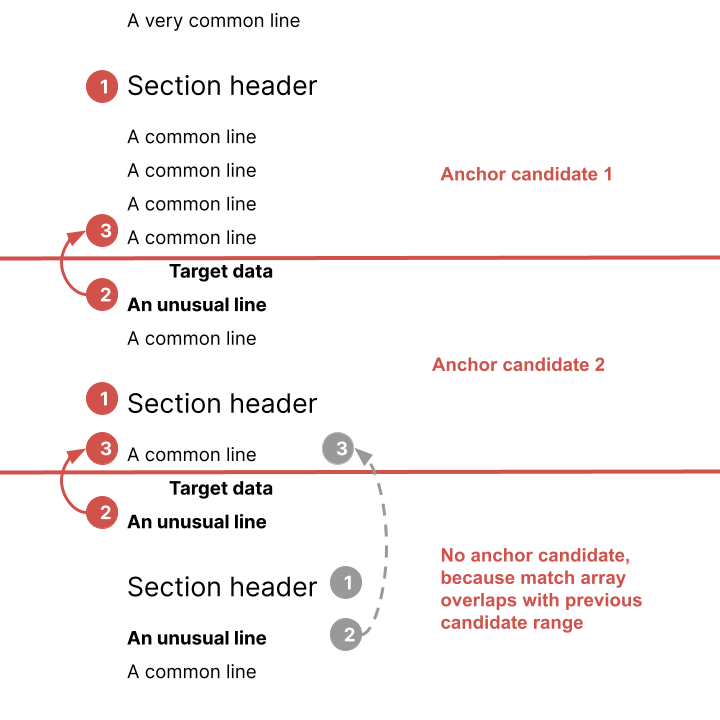 A very common line
1 Section header
A common line
A common line
Anchor candidate 1
A common line
3 A common line
Target data
2 An unusual line
A common line
Anchor candidate 2
1 Section header
3 A common line 3
Target data
2 An unusual line
No anchor candidate,
because match array
overlaps with previous
candidate range
Section header 1
An unusual line 2
A common line